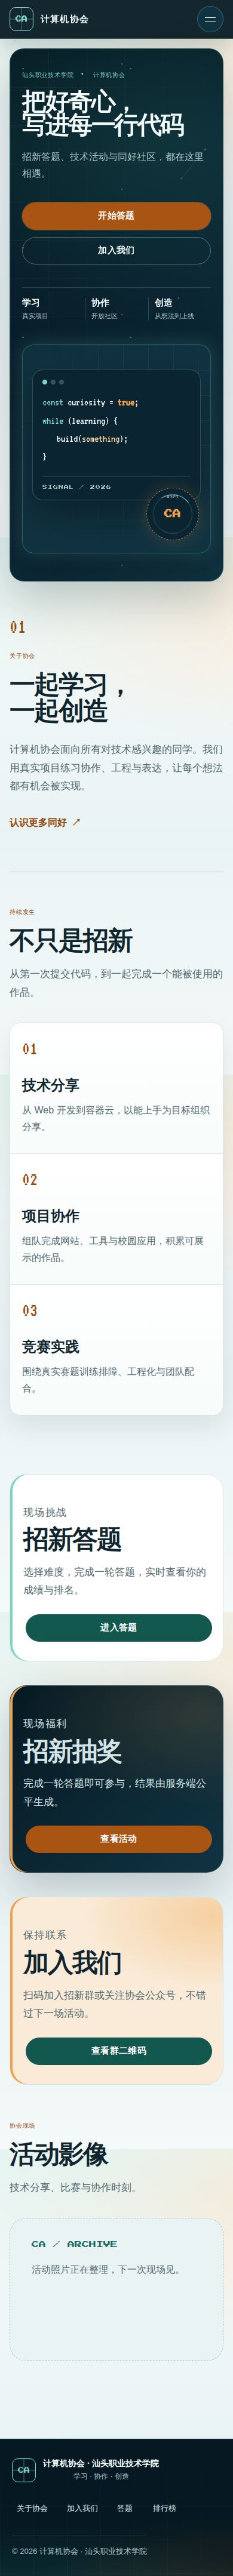 CA 计算机协会
汕头职业技术学院 • 计算机协会
把好奇心，
写进每一行代码
招新答题、技术活动与同好社区，都在这里
相遇。
开始答题
加入我们
学习 协作 创造
真实项目 开放社区 从想法到上线
const curiosity = true;
while (learning) {
build(something);
}
SIGNAL / 2026
CA
01
关于协会
一起学习，
一起创造
计算机协会面向所有对技术感兴趣的同学。我们
用真实项目练习协作、工程与表达，让每个想法
都有机会被实现。
认识更多同好 ↗
持续发生
不只是招新
从第一次提交代码，到一起完成一个能被使用的
作品。
01
技术分享
从 Web 开发到容器云，以能上手为目标组织
分享。
02
项目协作
组队完成网站、工具与校园应用，积累可展
示的作品。
03
竞赛实践
围绕真实赛题训练排障、工程化与团队配
合。
现场挑战
招新答题
选择难度，完成一轮答题，实时查看你的
成绩与排名。
进入答题
现场福利
招新抽奖
完成一轮答题即可参与，结果由服务端公
平生成。
查看活动
保持联系
加入我们
扫码加入招新群或关注协会公众号，不错
过下一场活动。
查看群二维码
协会现场
活动影像
技术分享、比赛与协作时刻。
CA / ARCHIVE
活动照片正在整理，下一次现场见。
CA 计算机协会 · 汕头职业技术学院
学习 · 协作 · 创造
关于协会 加入我们 答题 排行榜
© 2026 计算机协会 · 汕头职业技术学院